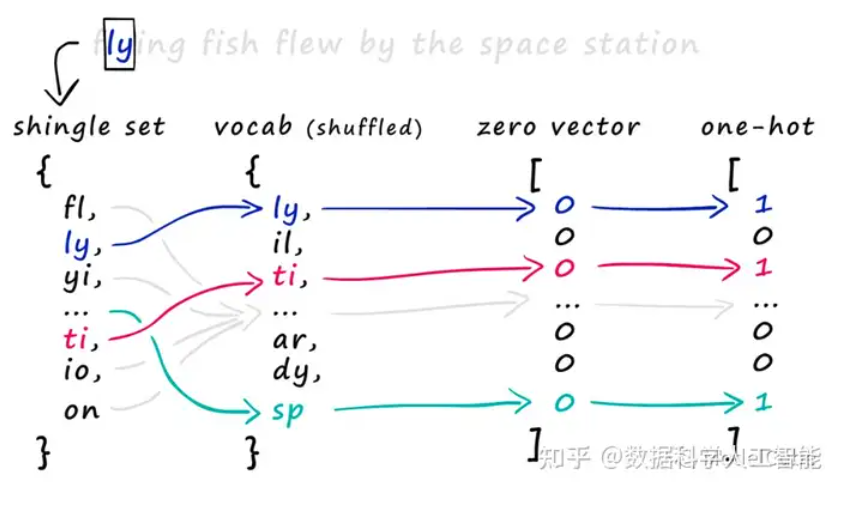 flying fish flew by the space station
shingle set vocab (shuffled) zero vector one-hot
{ { [ [
fl, ly, 0 1
ly, il, 0 0
yi, ti, 0 1
... ... ... ...
ti, ar, 0 0
io, dy, 0 0
on sp 0 1
} } ] ]
知乎 @数据科学人工智能